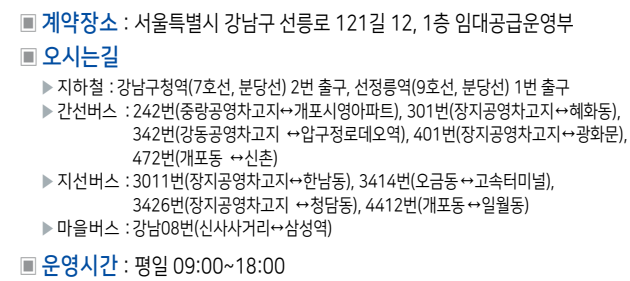 ▣ 계약장소 : 서울특별시 강남구 선릉로 121길 12, 1층 임대공급운영부
▣ 오시는길
▶ 지하철 : 강남구청역(7호선, 분당선) 2번 출구, 선정릉역(9호선, 분당선) 1번 출구
▶ 간선버스 : 242번(중랑공영차고지↔개포시영아파트), 301번(장지공영차고지↔혜화동),
342번(강동공영차고지 ↔압구정로데오역), 401번(장지공영차고지↔광화문),
472번(개포동 ↔신촌)
▶ 지선버스 : 3011번(장지공영차고지↔한남동), 3414번(오금동↔고속터미널),
3426번(장지공영차고지 ↔청담동), 4412번(개포동↔일월동)
▶ 마을버스 : 강남08번(신사사거리↔삼성역)
▣ 운영시간 : 평일 09:00~18:00